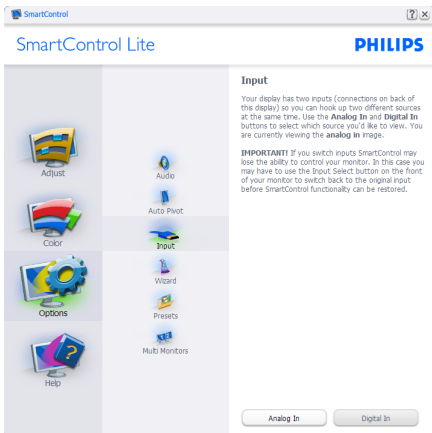 SmartControl
SmartControl Lite
PHILIPS
Adjust
Color
Options
Help
Audio
Auto Pivot
Input
Wizard
Presets
Multi Monitors
Input
Your display has two inputs (connections on back of
this display) so you can hook up two different sources
at the same time. Use the Analog In and Digital In
buttons to select which source you'd like to view. You
are currently viewing the analog in image.
IMPORTANT! If you switch inputs SmartControl may
lose the ability to control your monitor. In this case you
may have to use the Input Select button on the front
of your monitor to switch back to the original input
before SmartControl functionality can be restored.
Analog In
Digital In